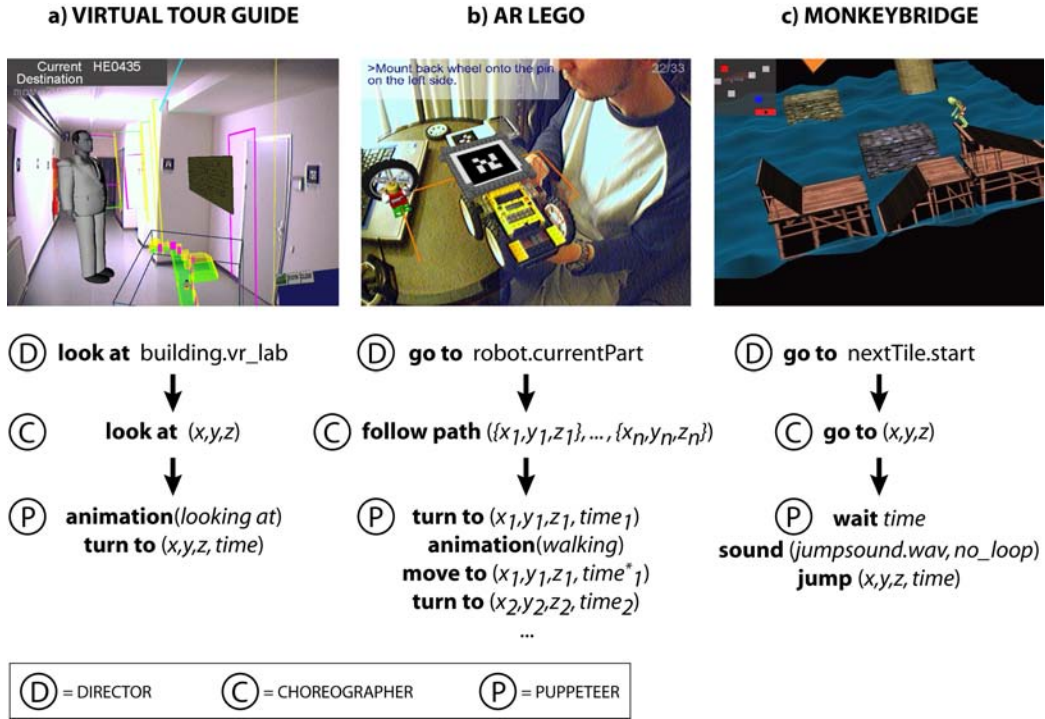 a) VIRTUAL TOUR GUIDE
b) AR LEGO
c) MONKEYBRIDGE
Current HE0435
Destination
>Mount back wheel onto the pin
on the left side.
22/33
D look at building.vr_lab
D go to robot.currentPart
D go to nextTile.start
C look at (x,y,z)
C follow path ({x₁,y₁,z₁}, ... , {xₙ,yₙ,zₙ})
C go to (x,y,z)
P animation(looking at)
turn to (x,y,z, time)
P turn to (x₁,y₁,z₁, time₁)
animation(walking)
move to (x₁,y₁,z₁, time*₁)
turn to (x₂,y₂,z₂, time₂)
...
P wait time
sound (jumpsound.wav, no_loop)
jump (x,y,z, time)
D = DIRECTOR
C = CHOREOGRAPHER
P = PUPPETEER